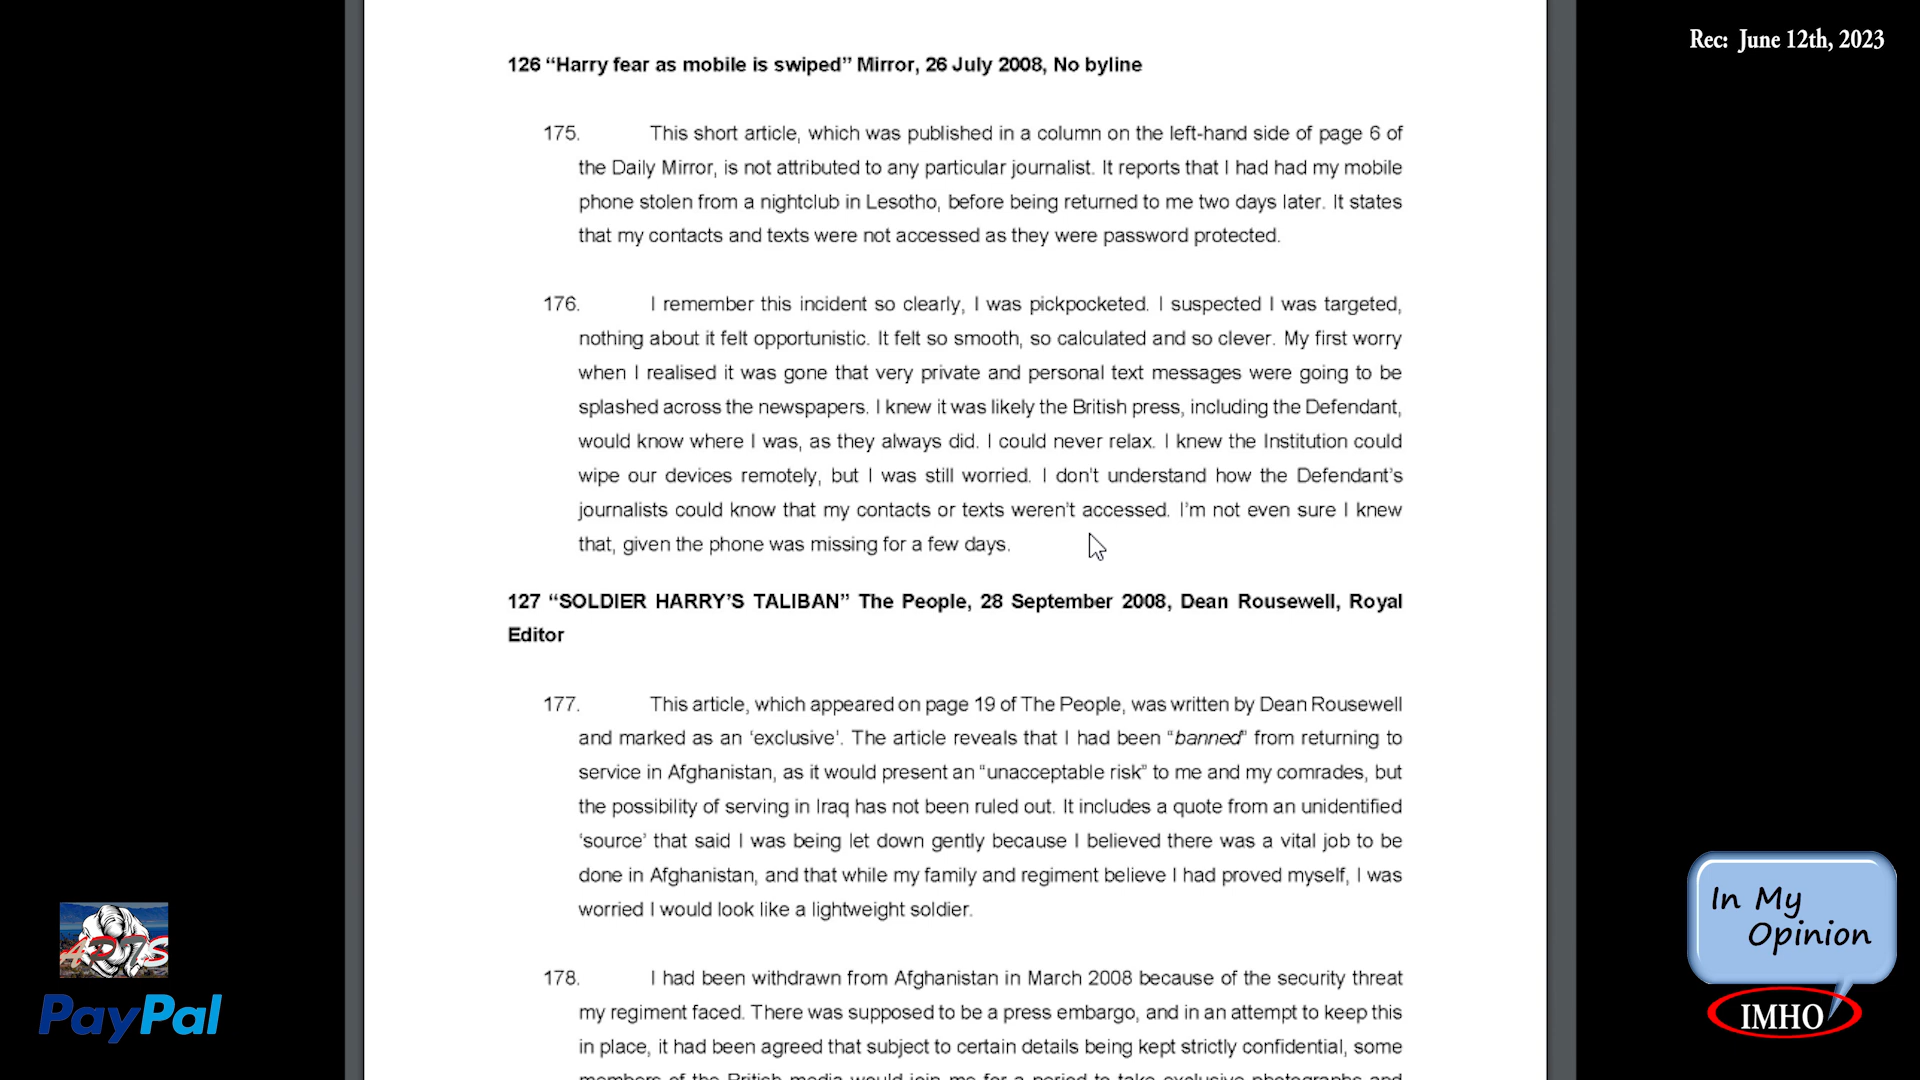 Rec: June 12th, 2023
126 “Harry fear as mobile is swiped” Mirror, 26 July 2008, No byline
175. This short article, which was published in a column on the left-hand side of page 6 of
the Daily Mirror, is not attributed to any particular journalist. It reports that I had had my mobile
phone stolen from a nightclub in Lesotho, before being returned to me two days later. It states
that my contacts and texts were not accessed as they were password protected.
176. I remember this incident so clearly, I was pickpocketed. I suspected I was targeted,
nothing about it felt opportunistic. It felt so smooth, so calculated and so clever. My first worry
when I realised it was gone that very private and personal text messages were going to be
splashed across the newspapers. I knew it was likely the British press, including the Defendant,
would know where I was, as they always did. I could never relax. I knew the Institution could
wipe our devices remotely, but I was still worried. I don't understand how the Defendant's
journalists could know that my contacts or texts weren't accessed. I'm not even sure I knew
that, given the phone was missing for a few days.
127 “SOLDIER HARRY'S TALIBAN” The People, 28 September 2008, Dean Rousewell, Royal
Editor
177. This article, which appeared on page 19 of The People, was written by Dean Rousewell
and marked as an ‘exclusive’. The article reveals that I had been “banned” from returning to
service in Afghanistan, as it would present an “unacceptable risk” to me and my comrades, but
the possibility of serving in Iraq has not been ruled out. It includes a quote from an unidentified
‘source’ that said I was being let down gently because I believed there was a vital job to be
done in Afghanistan, and that while my family and regiment believe I had proved myself, I was
worried I would look like a lightweight soldier.
178. I had been withdrawn from Afghanistan in March 2008 because of the security threat
my regiment faced. There was supposed to be a press embargo, and in an attempt to keep this
in place, it had been agreed that subject to certain details being kept strictly confidential, some
members of the British media would join me for a period to take exclusive photographs and
PayPal
In My
Opinion
IMHO